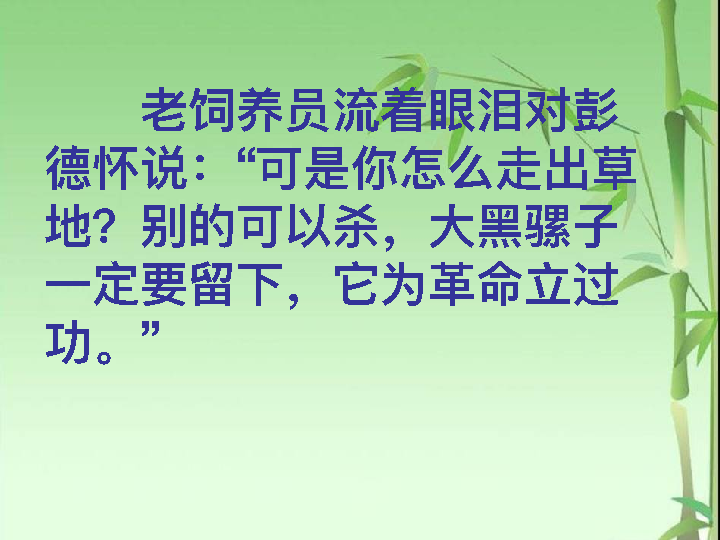 老饲养员流着眼泪对彭
德怀说：“可是你怎么走出草
地？别的可以杀，大黑骡子
一定要留下，它为革命立过
功。”